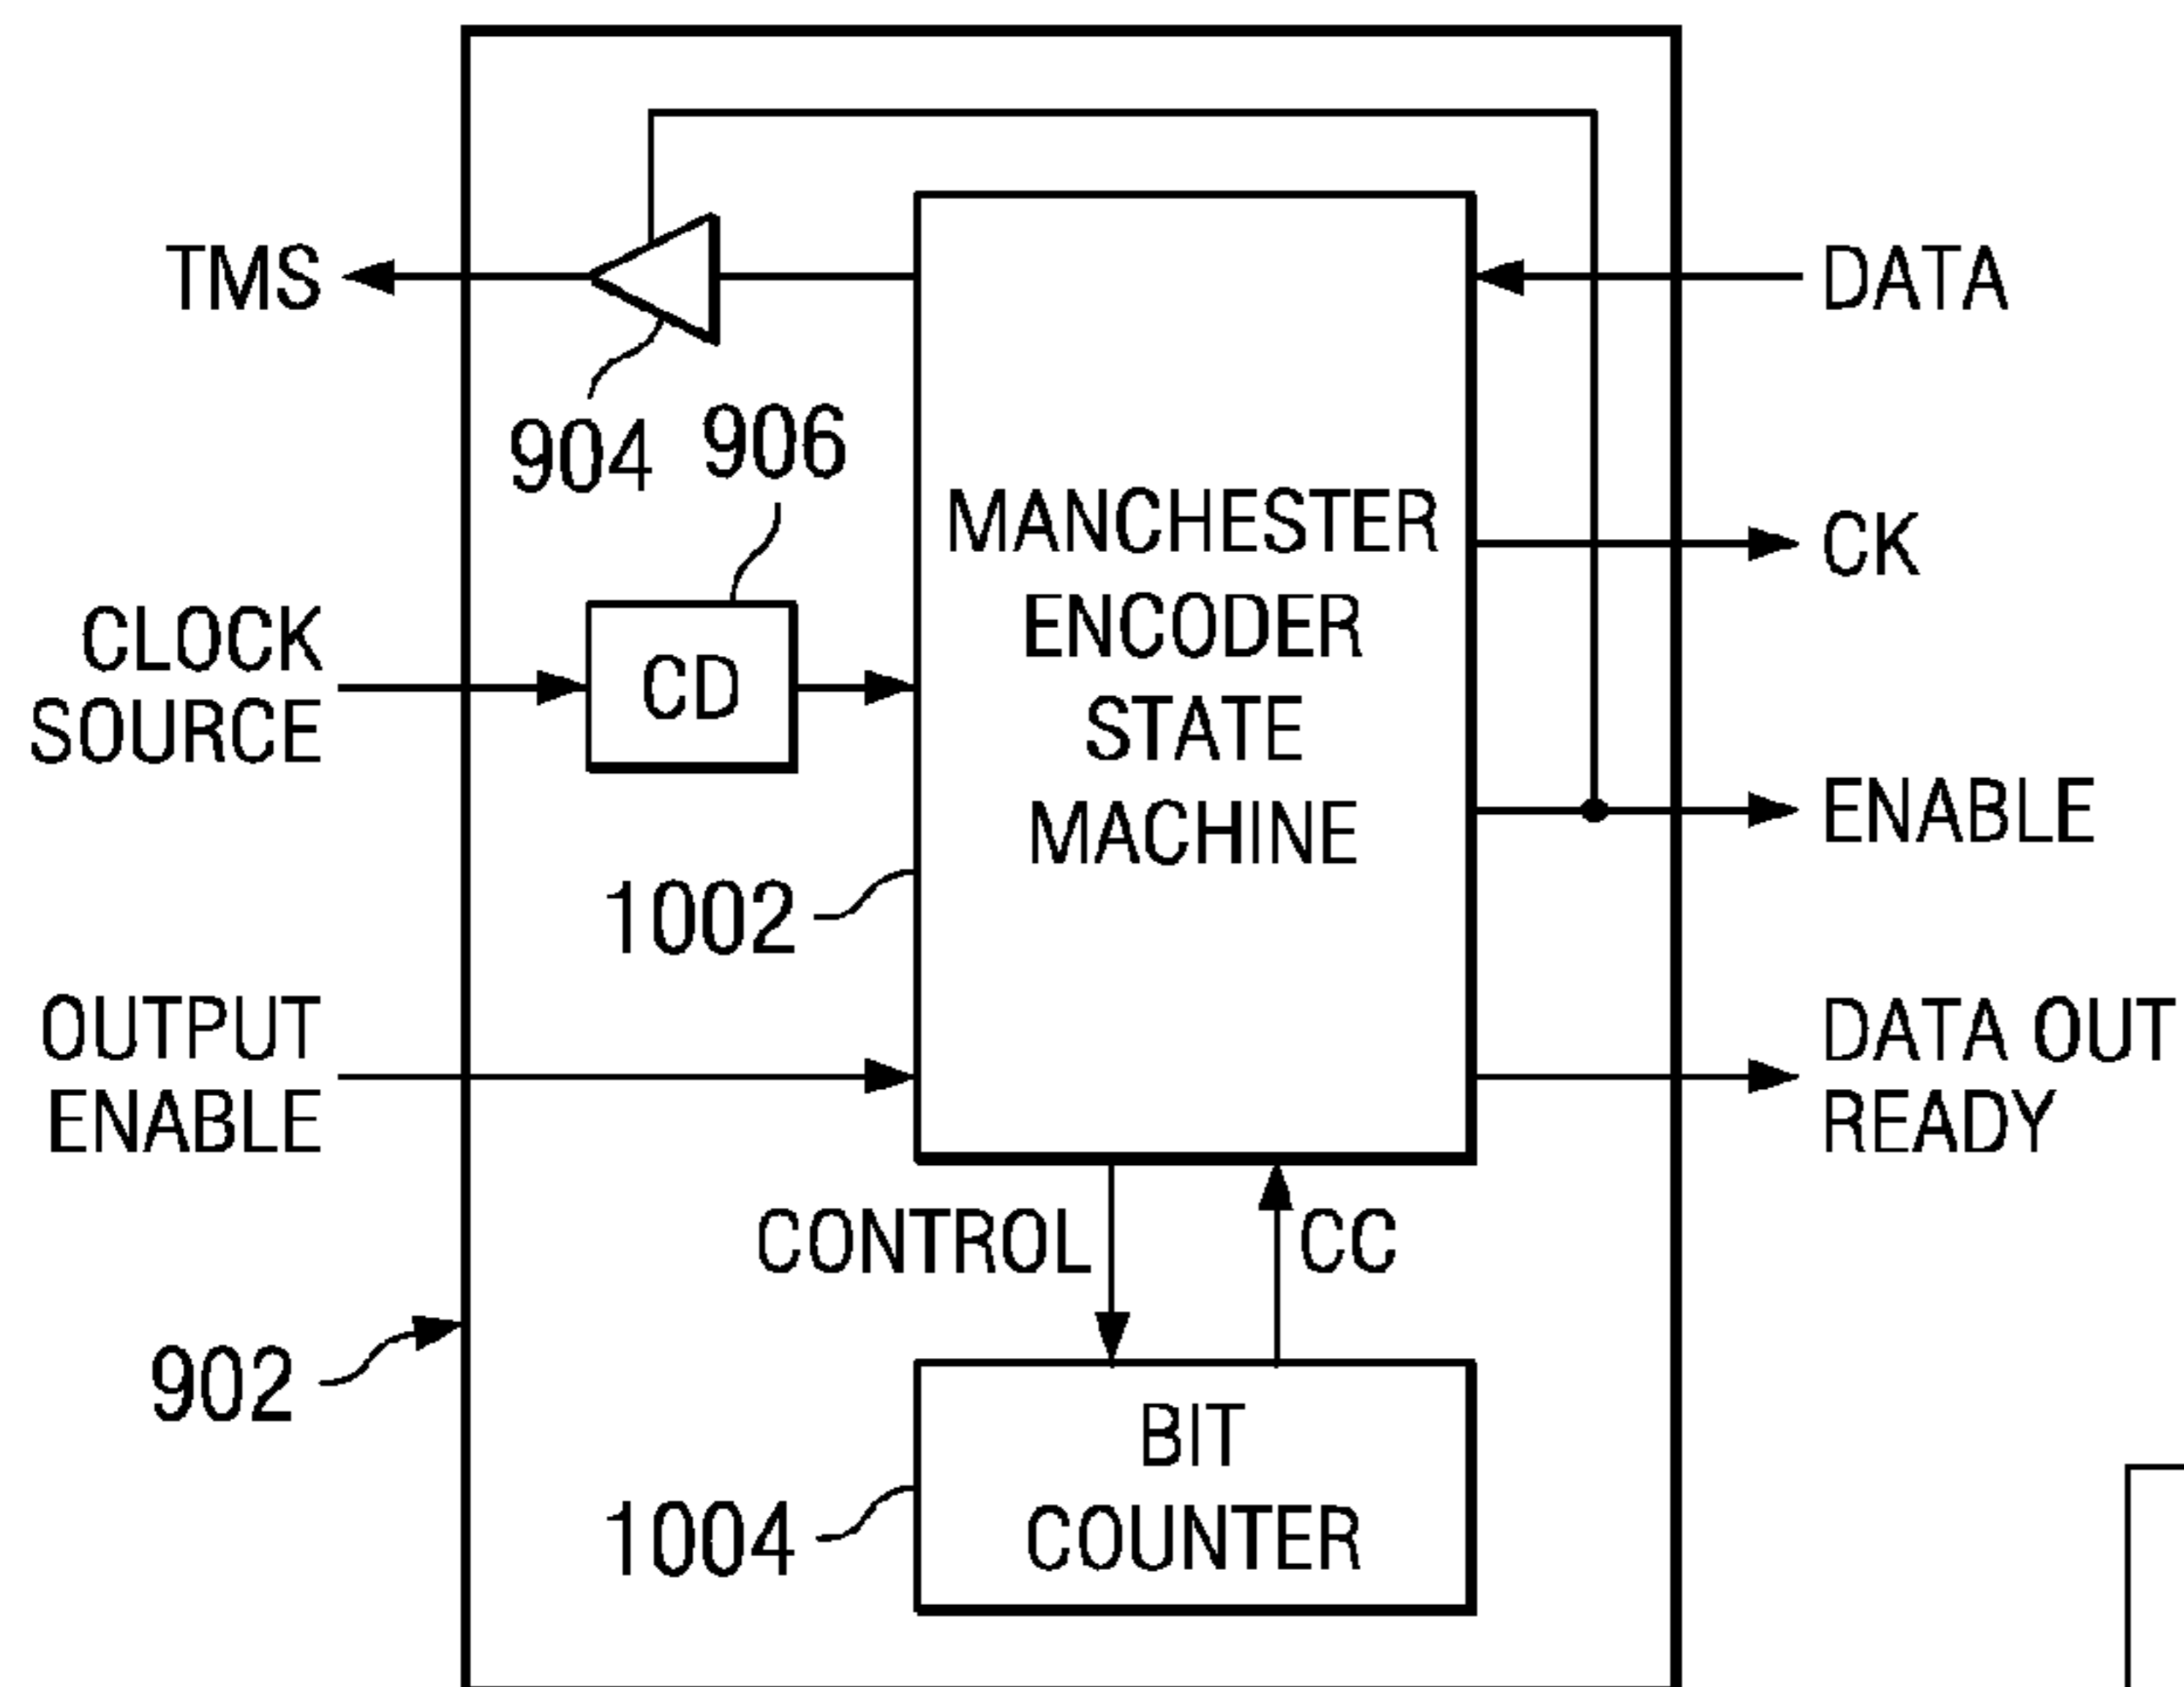 TMS
DATA
904
906
MANCHESTER
ENCODER
STATE
MACHINE
CK
CLOCK
SOURCE
CD
ENABLE
1002
OUTPUT
ENABLE
DATA OUT
READY
CONTROL
CC
902
BIT
COUNTER
1004